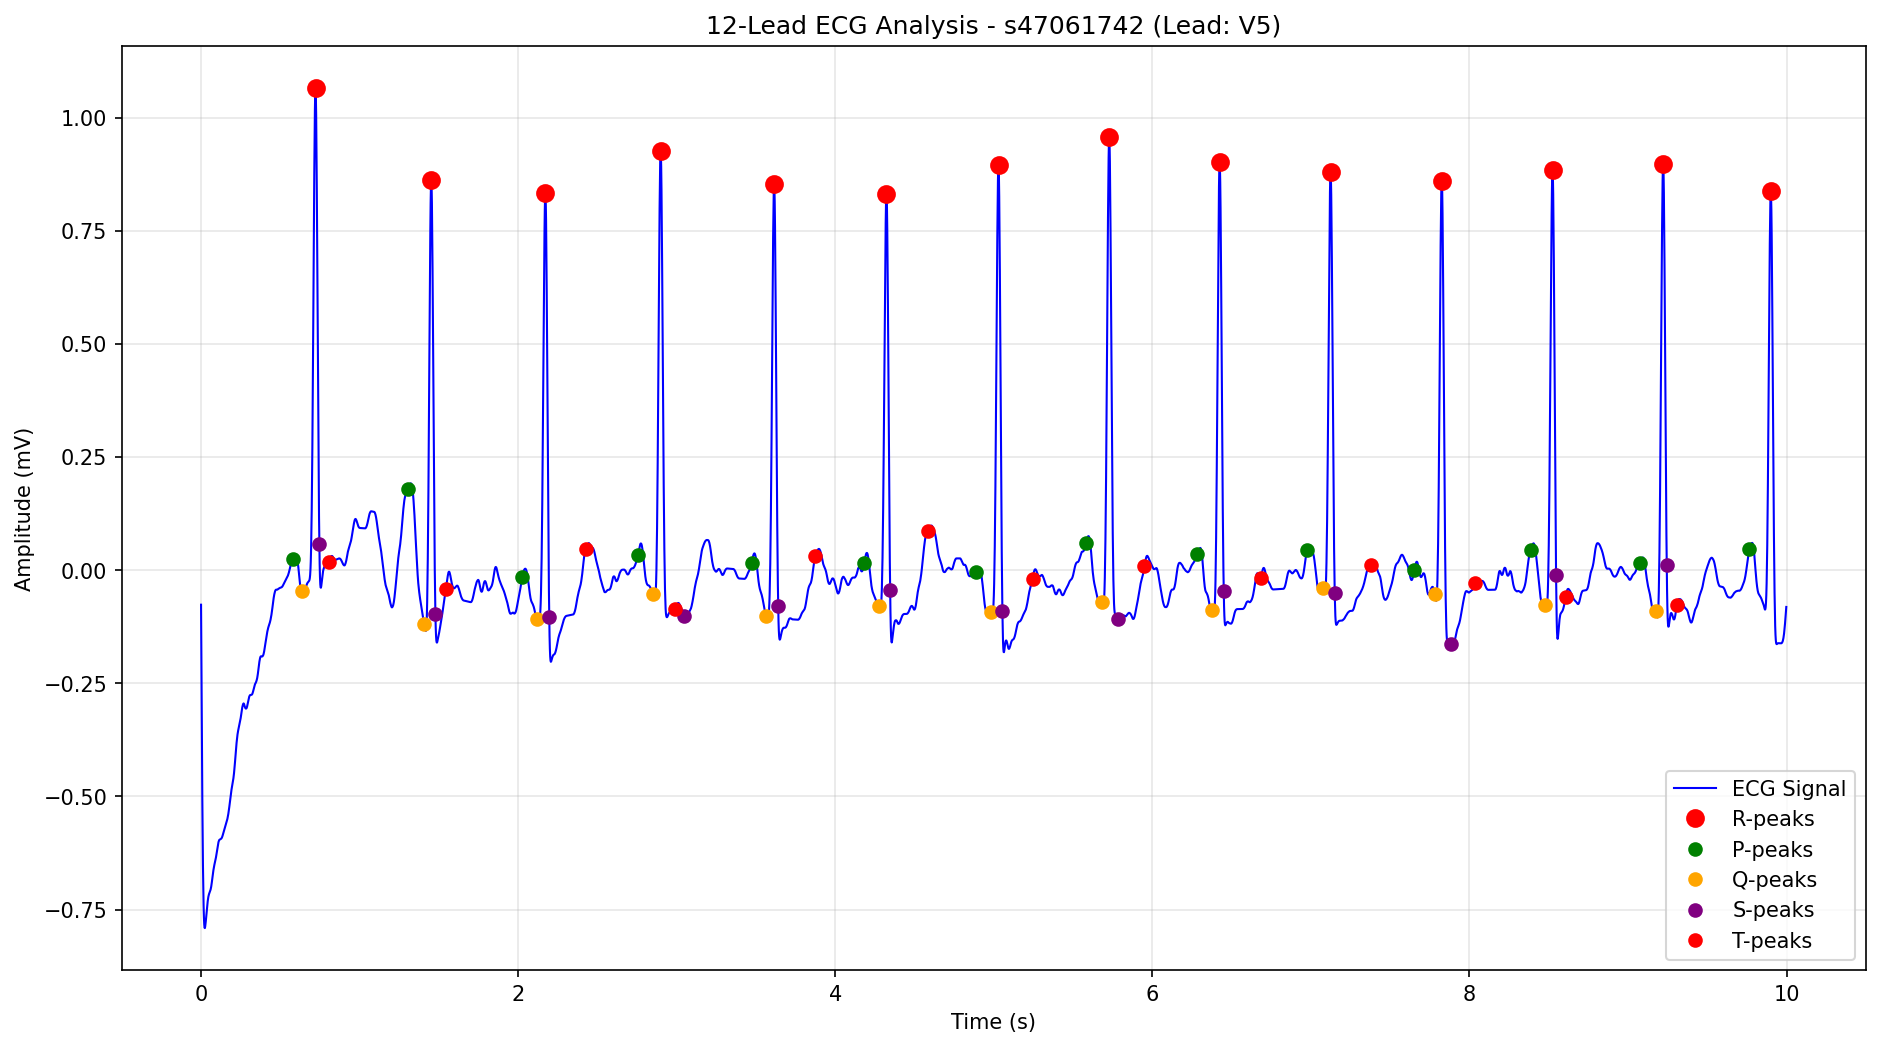 12-Lead ECG Analysis - s47061742 (Lead: V5)
Amplitude (mV)
1.00
0.75
0.50
0.25
0.00
−0.25
−0.50
−0.75
0
2
4
6
8
10
Time (s)
ECG Signal
R-peaks
P-peaks
Q-peaks
S-peaks
T-peaks